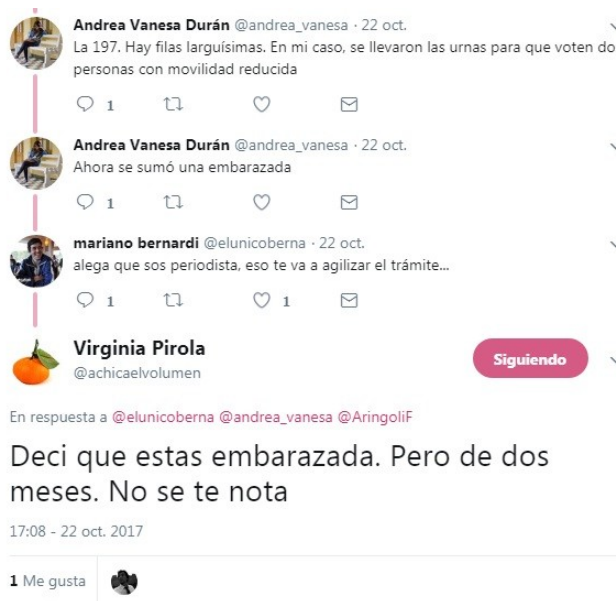 Andrea Vanesa Durán @andrea_vanesa · 22 oct.
La 197. Hay filas larguísimas. En mi caso, se llevaron las urnas para que voten do
personas con movilidad reducida
1
Andrea Vanesa Durán @andrea_vanesa · 22 oct.
Ahora se sumó una embarazada
1
mariano bernardi @elunicoberna · 22 oct.
alega que sos periodista, eso te va a agilizar el trámite...
1 1
Virginia Pirola
@achicaelvolumen
Siguiendo
En respuesta a @elunicoberna @andrea_vanesa @AringoliF
Deci que estas embarazada. Pero de dos
meses. No se te nota
17:08 - 22 oct. 2017
1 Me gusta